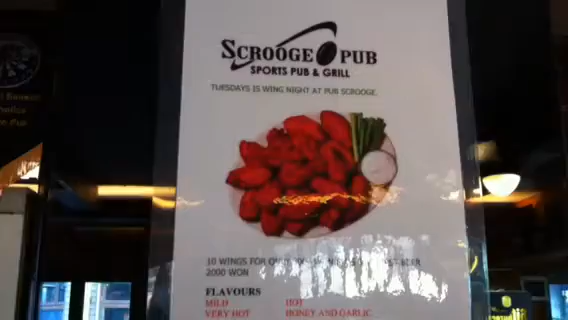 SCROOGE PUB
SPORTS PUB & GRILL
TUESDAYS IS WING NIGHT AT PUB SCROOGE.
10 WINGS FOR
BEER
2000 WON
FLAVOURS
MILD HOT
VERY HOT HONEY AND GARLIC